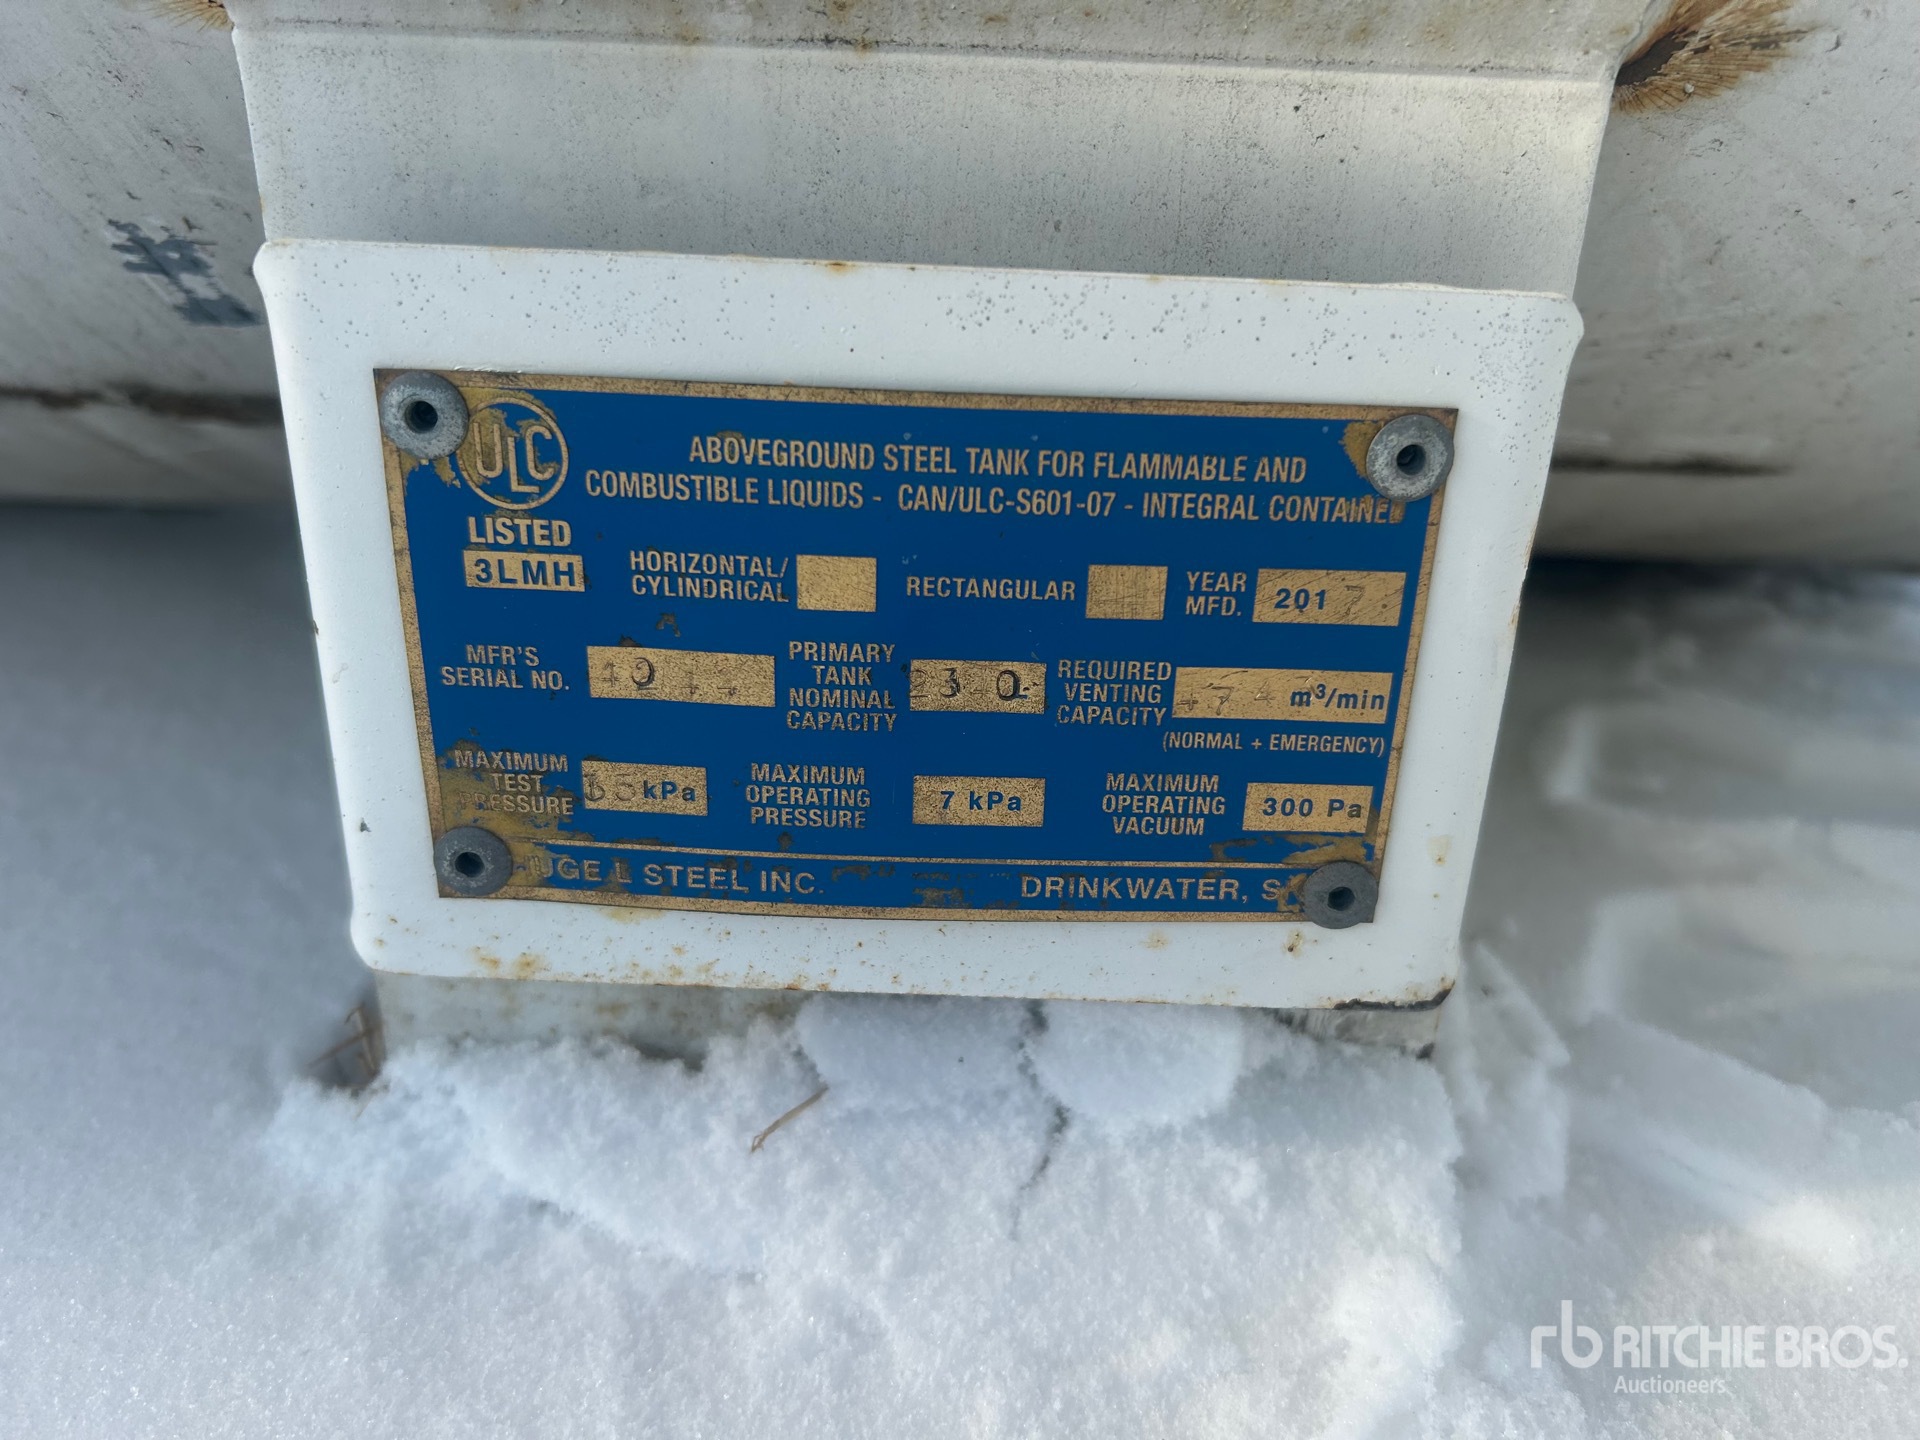 ULC
LISTED
3LMH
ABOVEGROUND STEEL TANK FOR FLAMMABLE AND
COMBUSTIBLE LIQUIDS - CAN/ULC-S601-07 - INTEGRAL CONTAINED
HORIZONTAL/
CYLINDRICAL
RECTANGULAR
YEAR
MFD.
2017
MFR'S
SERIAL NO.
PRIMARY
TANK
NOMINAL
CAPACITY
REQUIRED
VENTING
CAPACITY
m³/min
(NORMAL + EMERGENCY)
MAXIMUM
TEST
PRESSURE
kPa
MAXIMUM
OPERATING
PRESSURE
7 kPa
MAXIMUM
OPERATING
VACUUM
300 Pa
STEEL INC.
DRINKWATER,
rb RITCHIE BROS.
Auctioneers